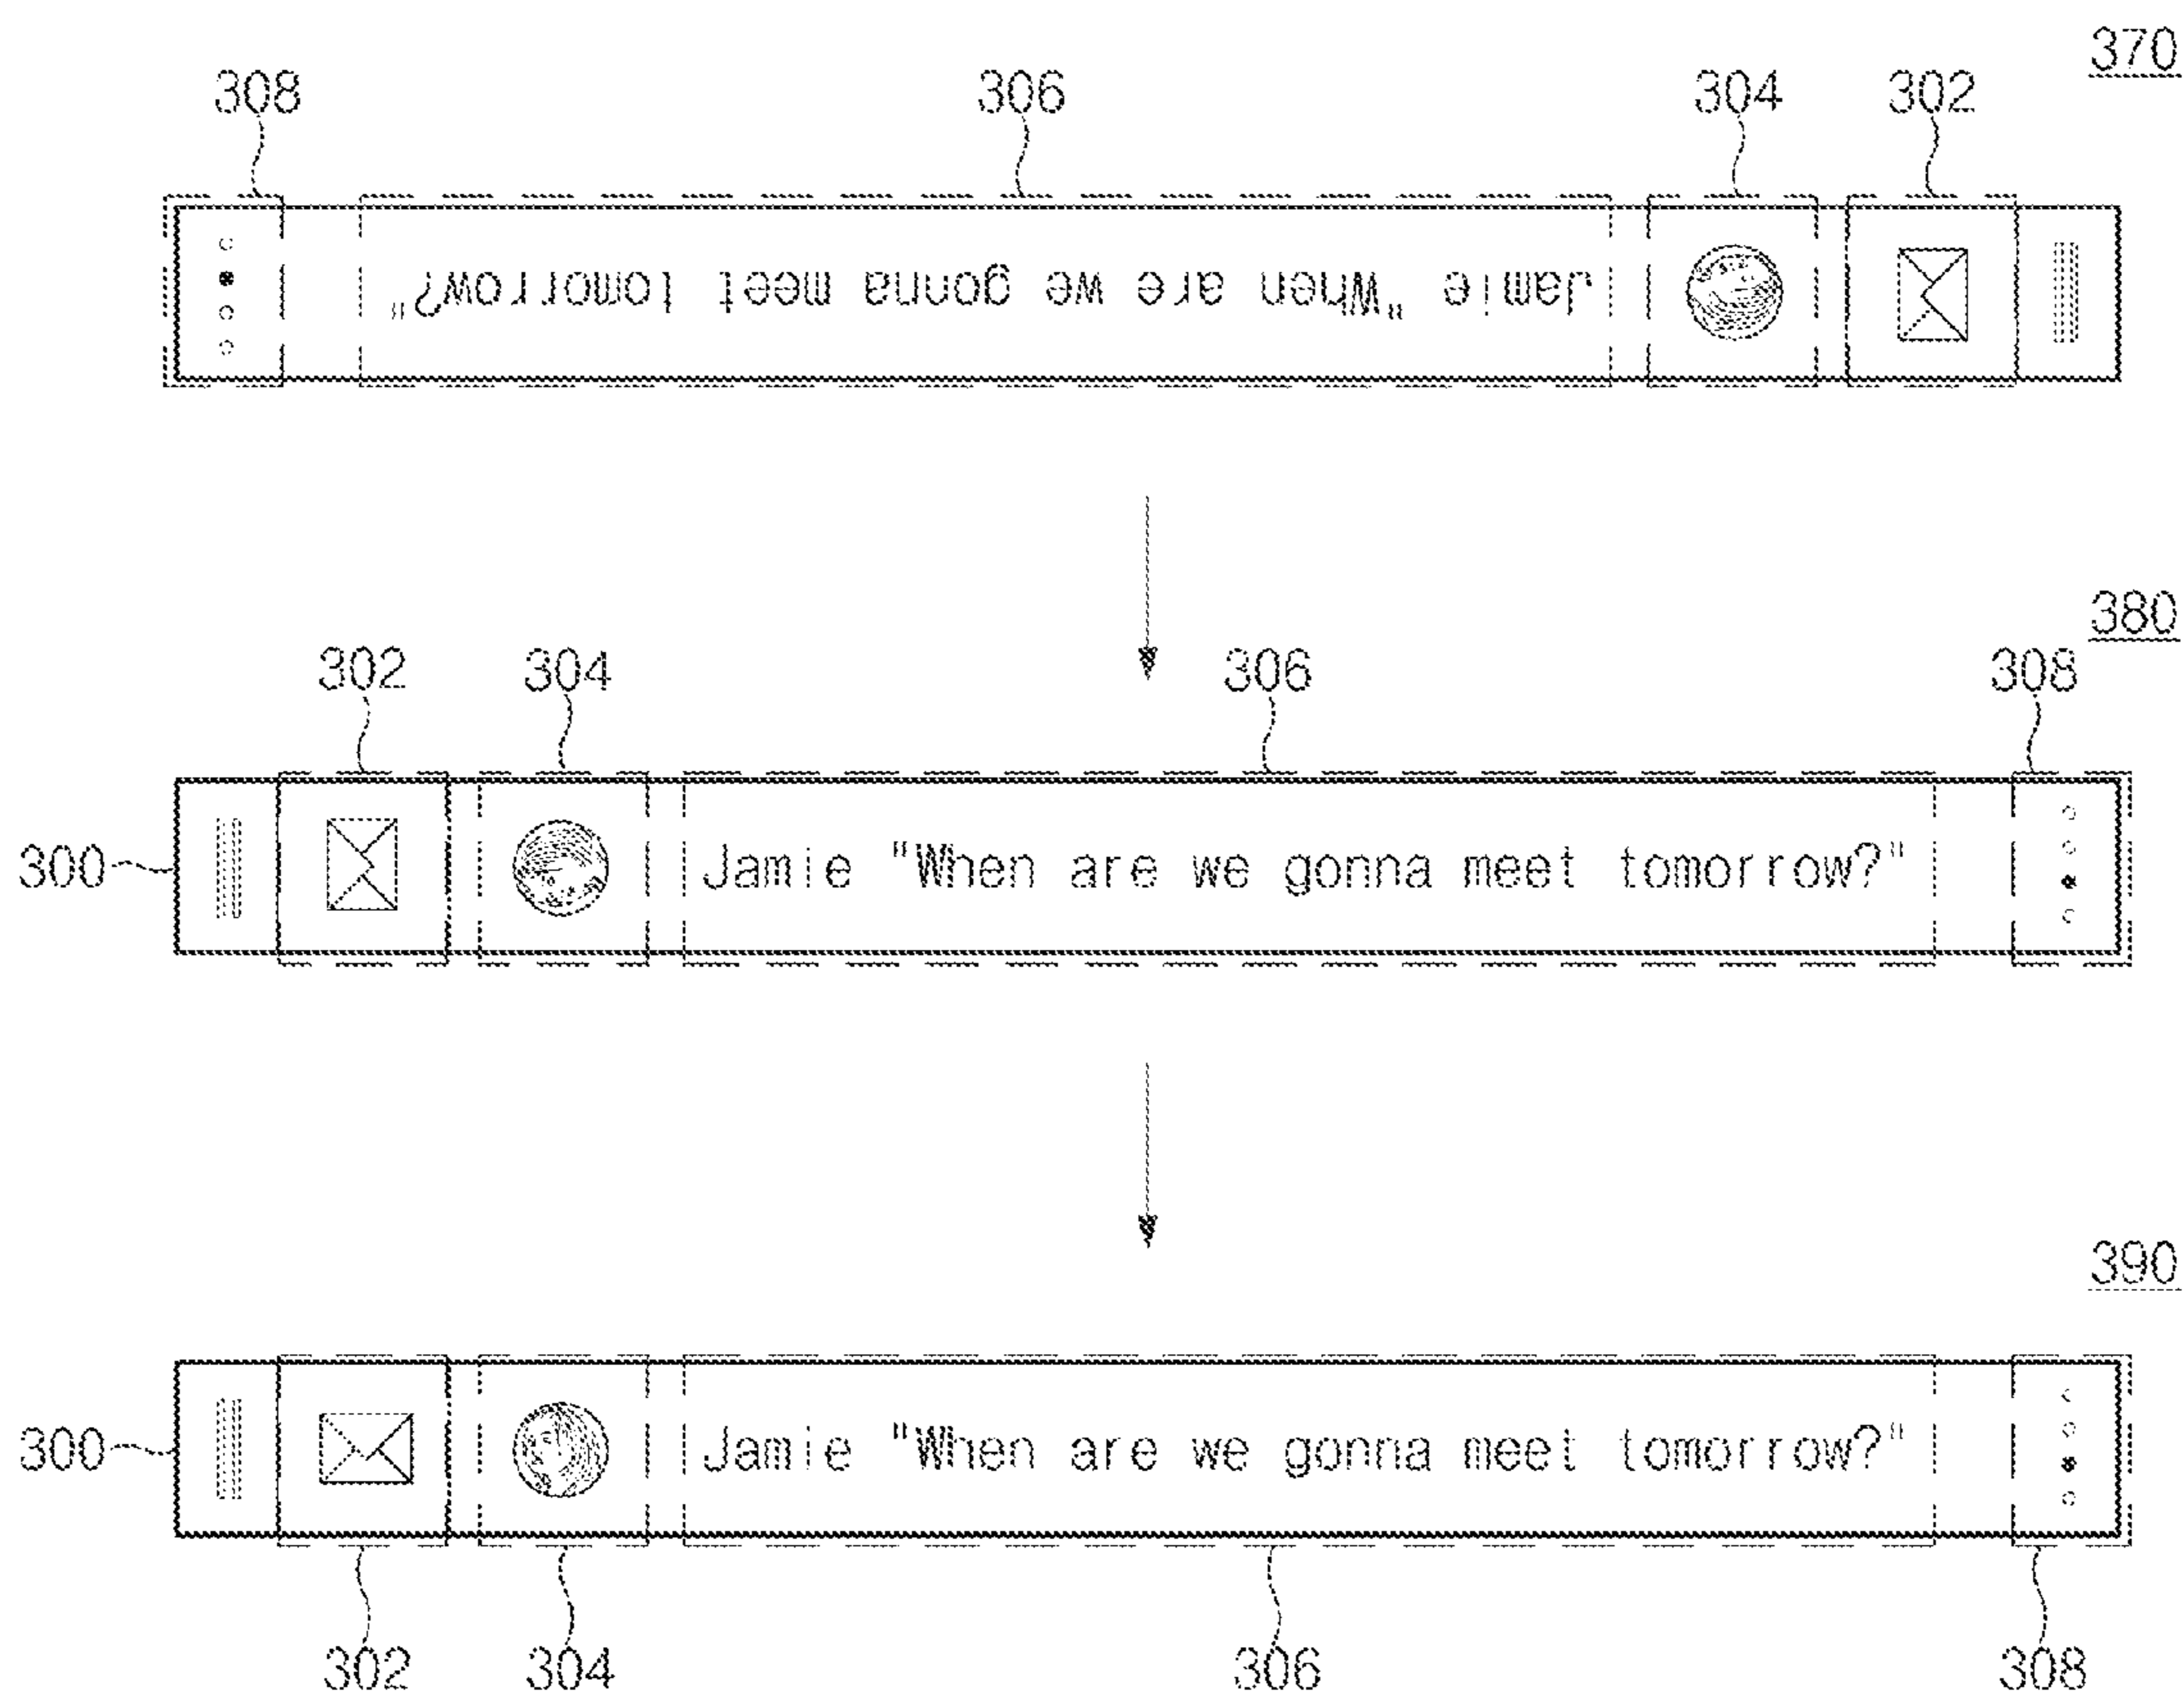 370
308 306 304 302
Jamie "When are we gonna meet tomorrow?"
380
302 304 306 308
300
Jamie "When are we gonna meet tomorrow?"
390
300
Jamie "When are we gonna meet tomorrow?"
302 304 306 308